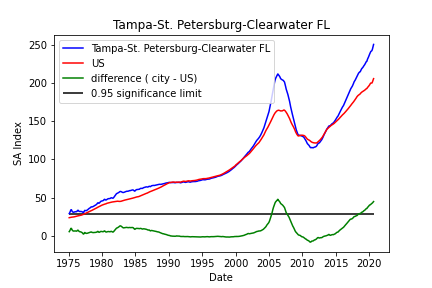 Tampa-St. Petersburg-Clearwater FL
Tampa-St. Petersburg-Clearwater FL
US
difference ( city - US)
0.95 significance limit
250
200
150
100
50
0
SA Index
1975 1980 1985 1990 1995 2000 2005 2010 2015 2020
Date